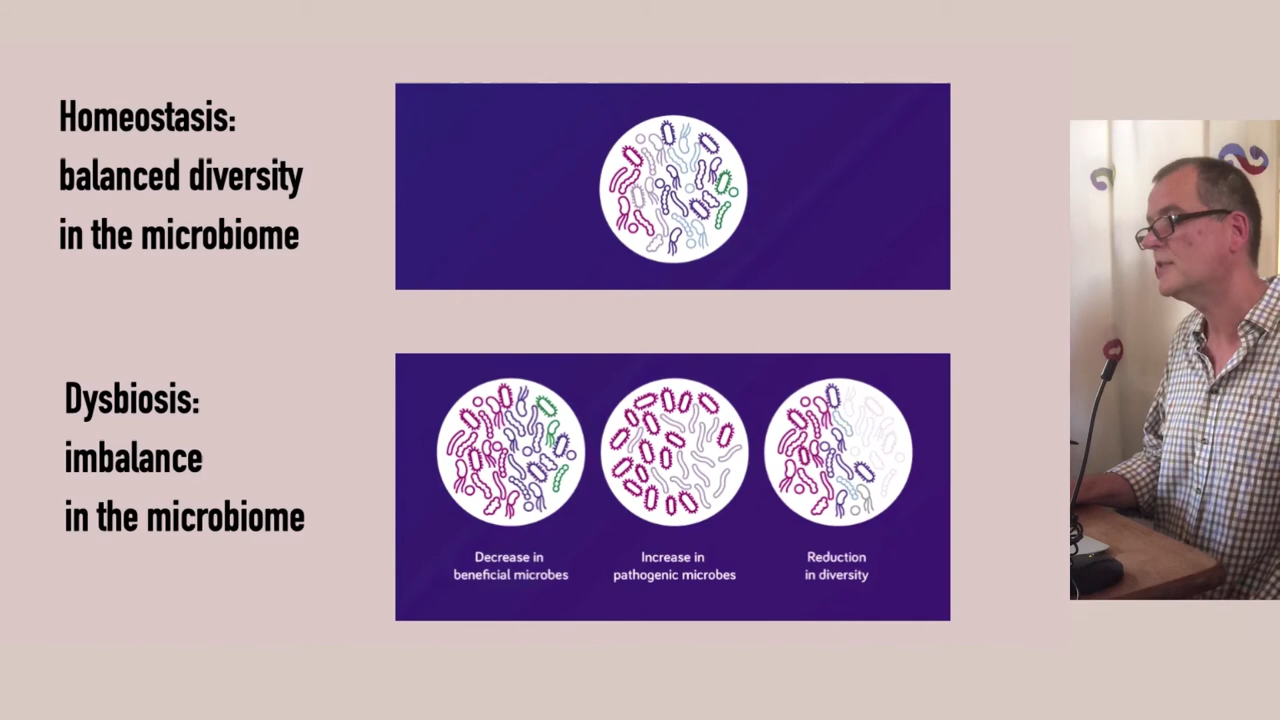 Homeostasis:
balanced diversity
in the microbiome
Dysbiosis:
imbalance
in the microbiome
Decrease in
beneficial microbes
Increase in
pathogenic microbes
Reduction
in diversity